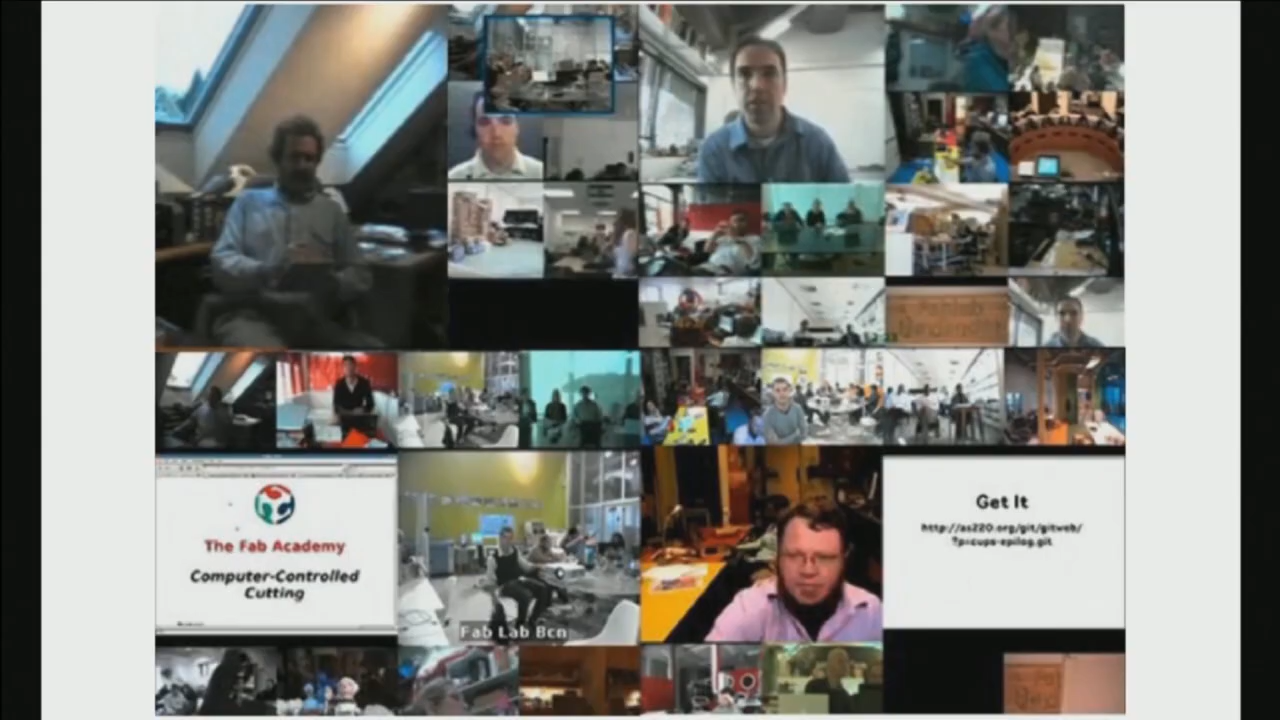 The Fab Academy
Computer-Controlled
Cutting
Fab Lab Bcn
Get It
http://as220.org/git/gitweb/
?p=cups-epilog.git